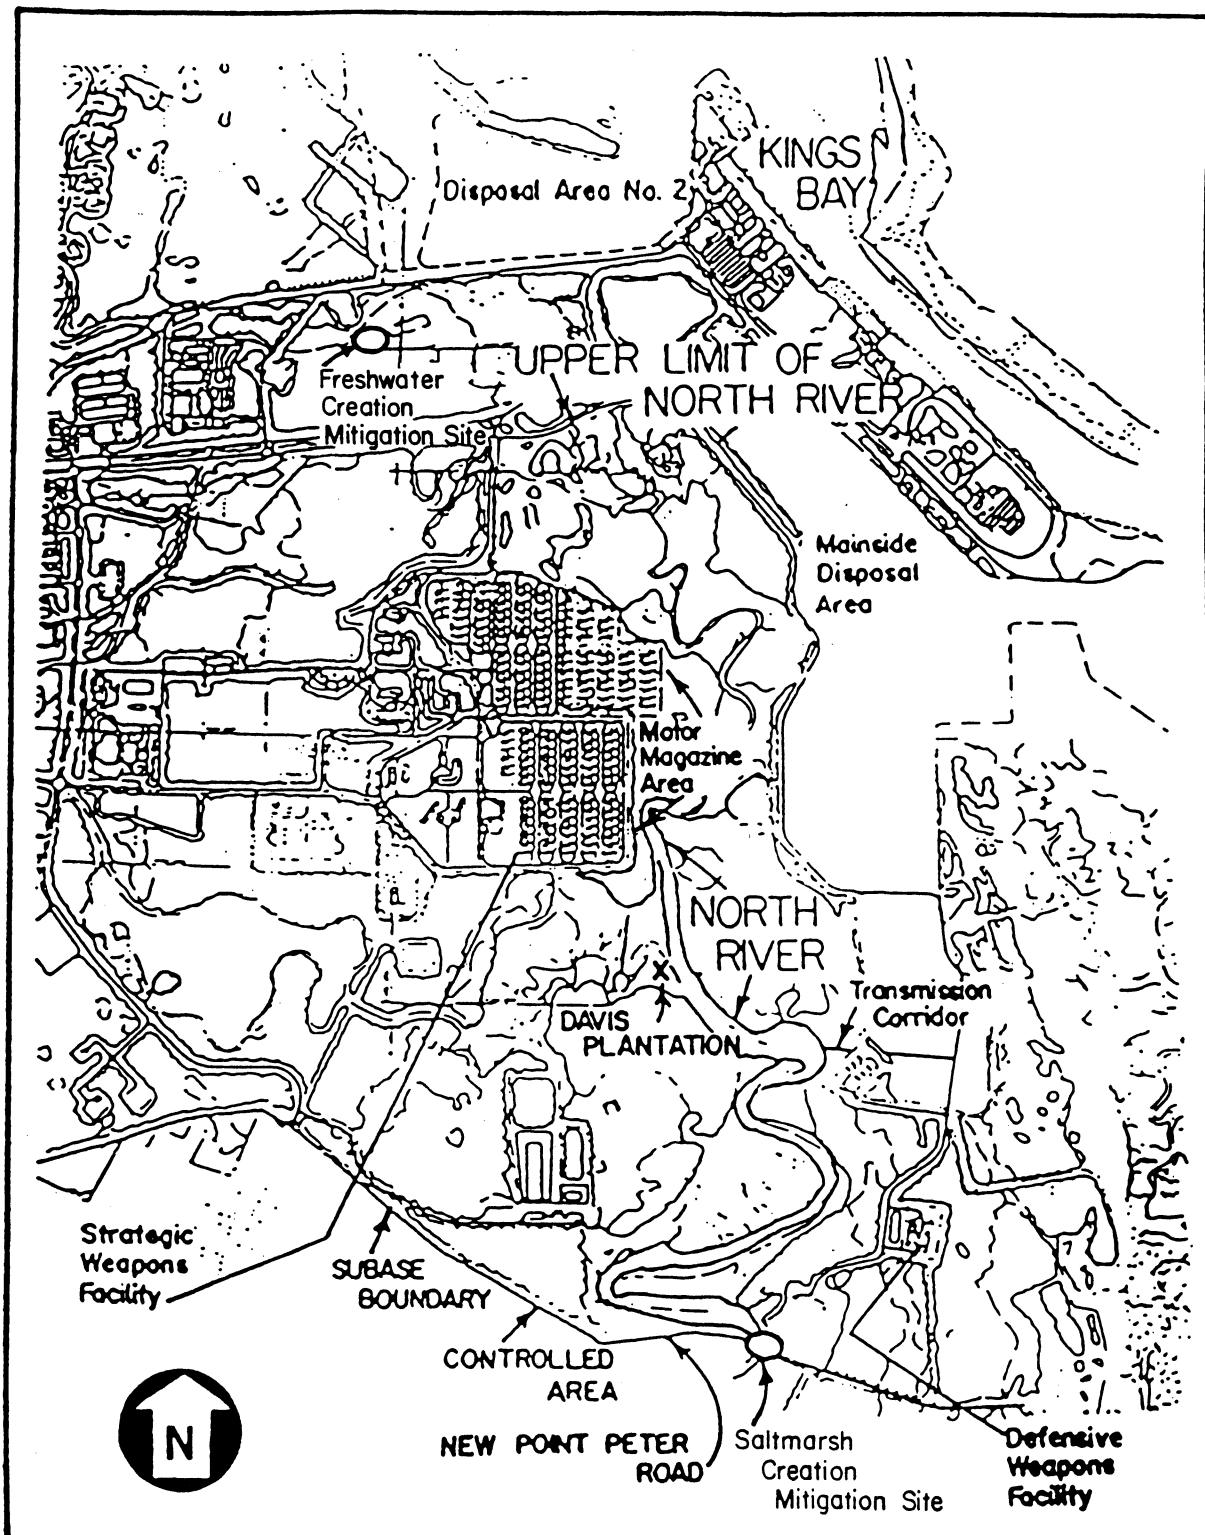 KINGS
BAY
Disposal Area No. 2
UPPER LIMIT OF
NORTH RIVER
Freshwater
Creation
Mitigation Site
Mainside
Disposal
Area
Motor
Magazine
Area
NORTH
RIVER
X
DAVIS
PLANTATION
Transmission
Corridor
Strategic
Weapons
Facility
SUBASE
BOUNDARY
CONTROLLED
AREA
NEW POINT PETER
ROAD
Saltmarsh
Creation
Mitigation Site
Defensive
Weapons
Facility
N